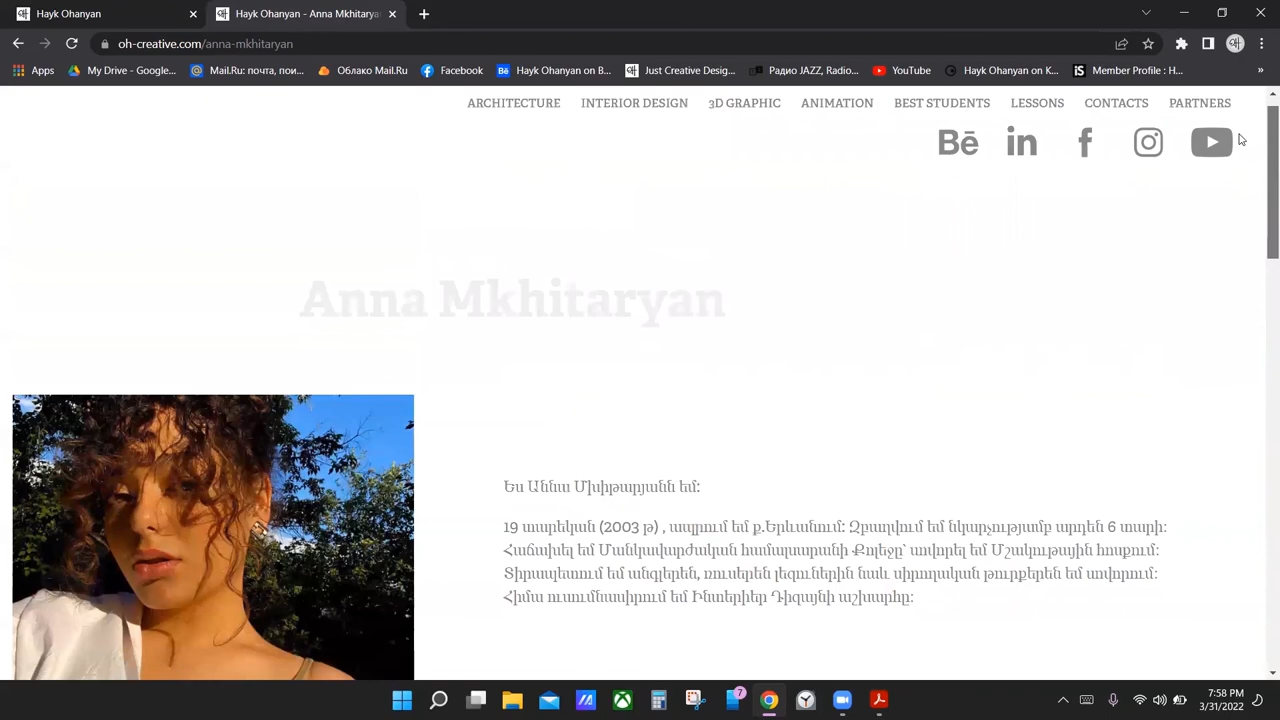 Hayk Ohanyan
Hayk Ohanyan - Anna Mkhitarya
oh-creative.com/anna-mkhitaryan
Apps
My Drive - Google...
Mail.Ru: почта, пои...
Облако Mail.Ru
Facebook
Hayk Ohanyan on B...
Just Creative Desig...
Радио JAZZ, Radio...
YouTube
Hayk Ohanyan on K...
Member Profile : H...
ARCHITECTURE INTERIOR DESIGN 3D GRAPHIC ANIMATION BEST STUDENTS LESSONS CONTACTS PARTNERS
Anna Mkhitaryan
Ես Աննա Մխիթարյանն եմ:
19 տարեկան (2003 թ) , ապրում եմ ք.Երևանում: Զբաղվում եմ նկարչությամբ արդեն 6 տարի:
Հաճախել եմ Մանկավարժական համալսարանի Քոլեջը՝ սովորել եմ Մշակութային հոսքում:
Տիրապետում եմ անգլերեն, ռուսերեն լեզուներին նաև սիրողական թուրքերեն եմ սովորում:
Հիմա ուսումնասիրում եմ Ինտերիեր Դիզայնի աշխարհը:
7
7:58 PM
3/31/2022